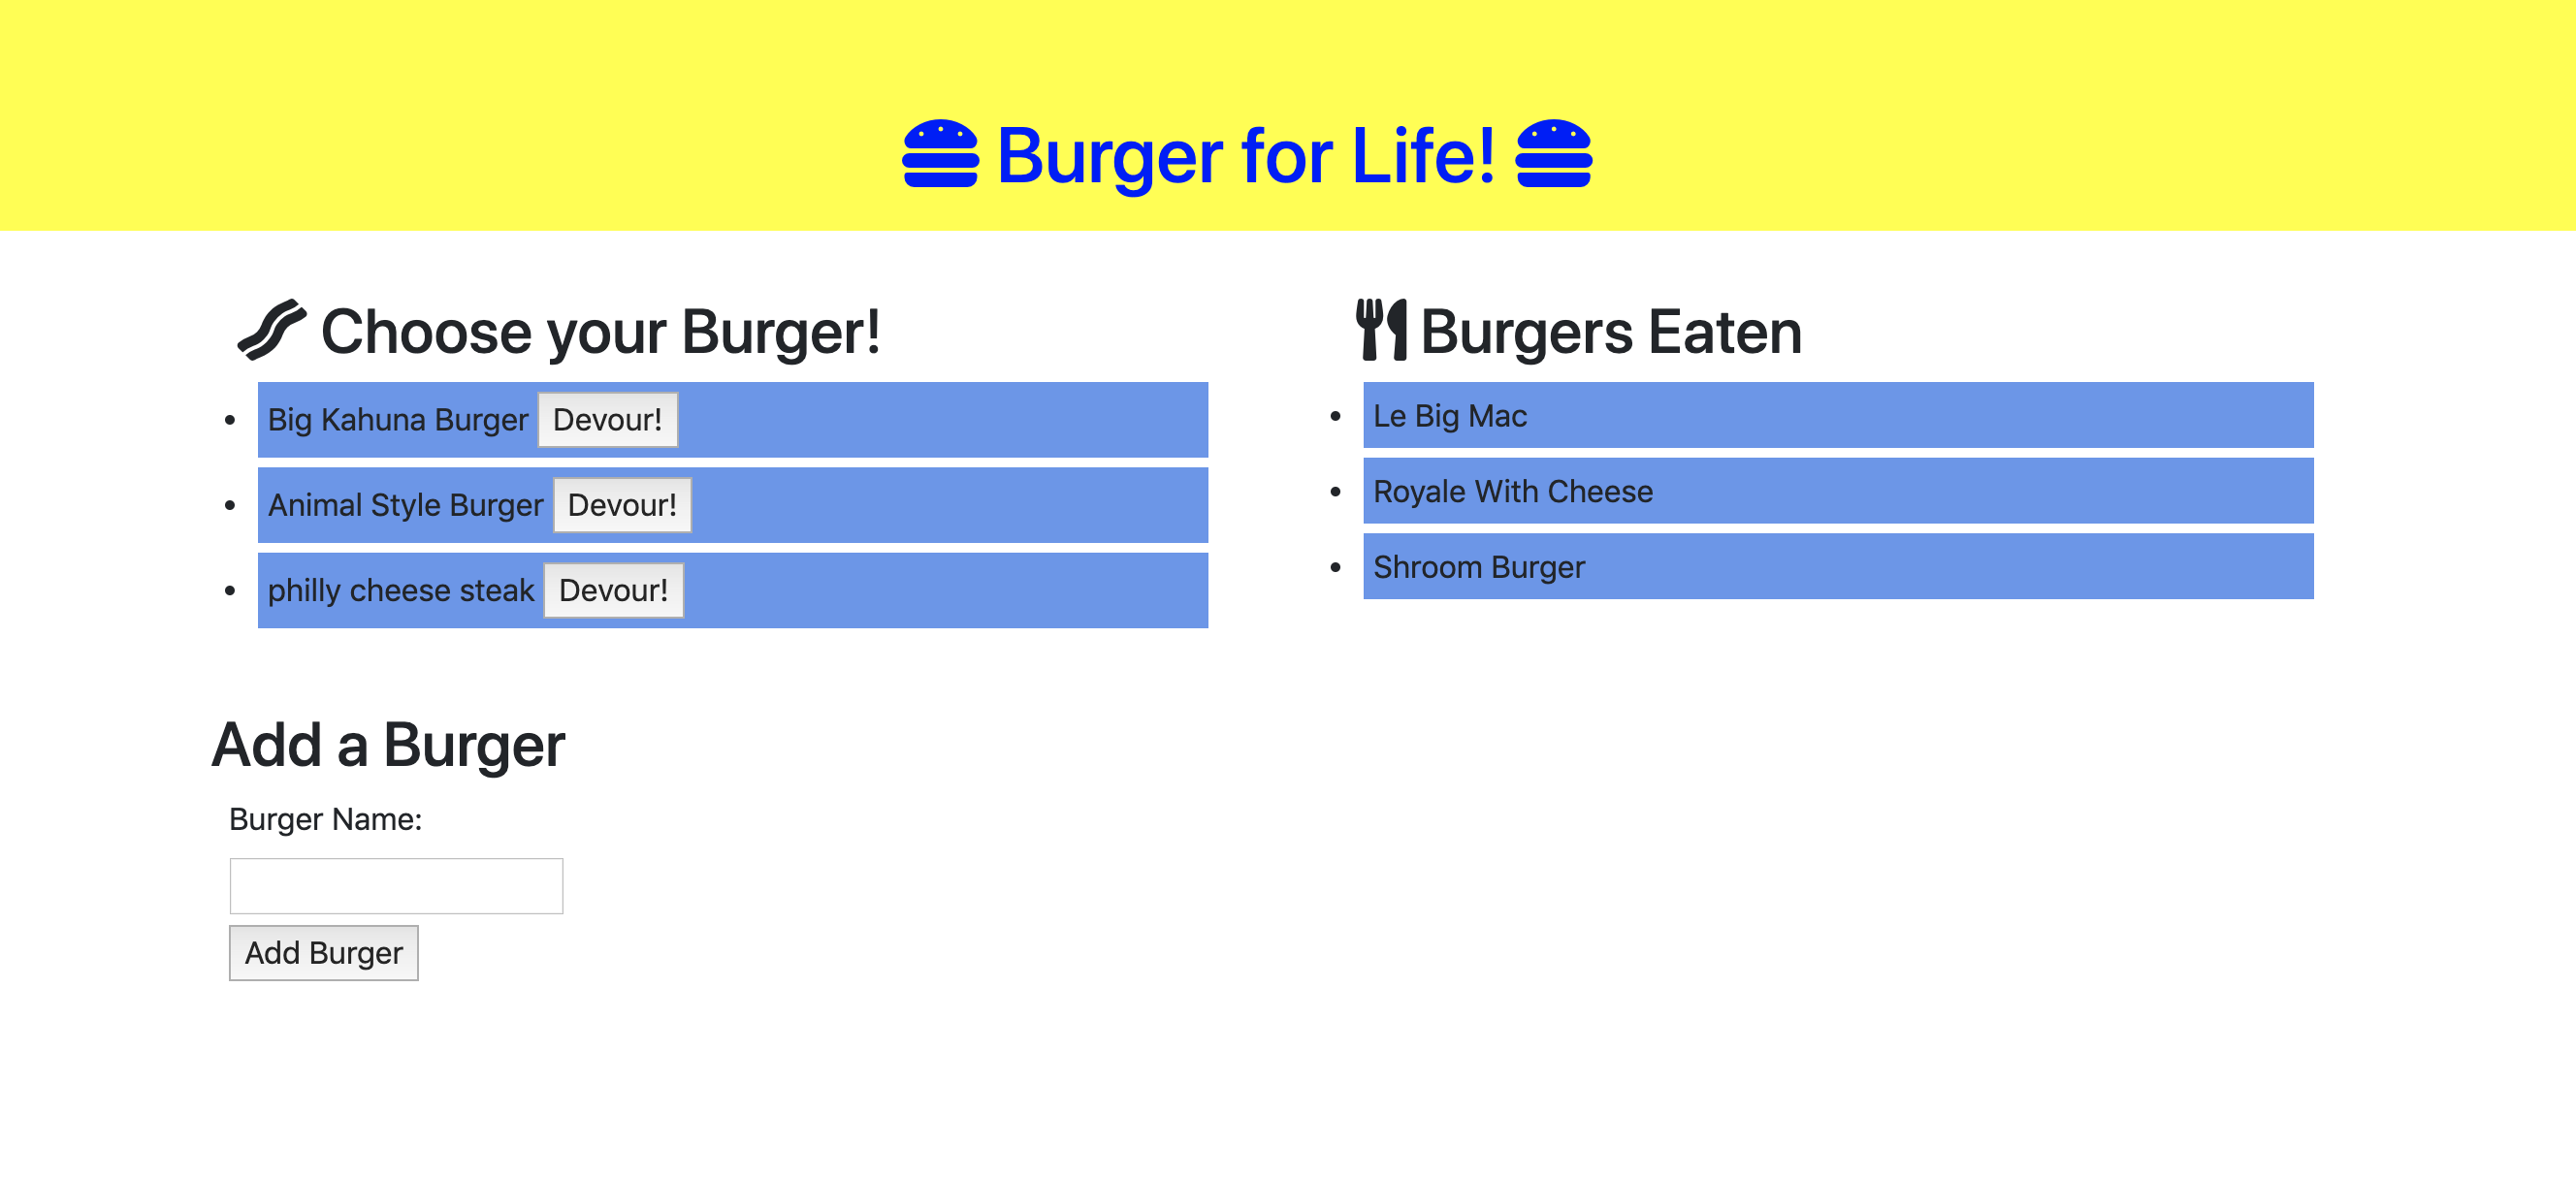 Burger for Life!
Choose your Burger!
Big Kahuna Burger Devour!
Animal Style Burger Devour!
philly cheese steak Devour!
Burgers Eaten
Le Big Mac
Royale With Cheese
Shroom Burger
Add a Burger
Burger Name:
Add Burger